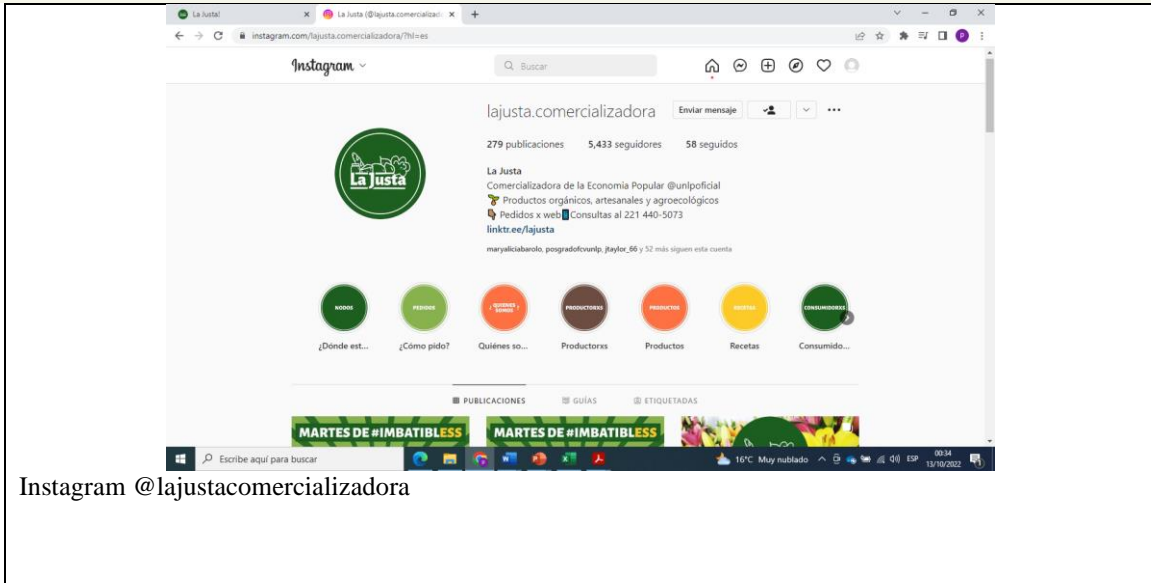 La Justa!
La Justa (@lajusta.comercializad
instagram.com/lajusta.comercializadora/?hl=es
Instagram
Buscar
lajusta.comercializadora
Enviar mensaje
279 publicaciones 5,433 seguidores 58 seguidos
La Justa
Comercializadora de la Economía Popular @unlpoficial
Productos orgánicos, artesanales y agroecológicos
Pedidos x web Consultas al 221 440-5073
linktr.ee/lajusta
maryaliciabarolo, posgradofcvunlp, jtaylor_66 y 52 más siguen esta cuenta
La Justa
NODOS PEDIDOS ¿QUIENES SOMOS? PRODUCTORXS PRODUCTOS RECETAS CONSUMIDORXS
¿Dónde est... ¿Cómo pido? Quiénes so... Productorxs Productos Recetas Consumido...
PUBLICACIONES GUÍAS ETIQUETADAS
MARTES DE #IMBATIBLESS MARTES DE #IMBATIBLESS
Escribe aquí para buscar
16°C Muy nublado
ESP
00:34
13/10/2022
Instagram @lajustacomercializadora